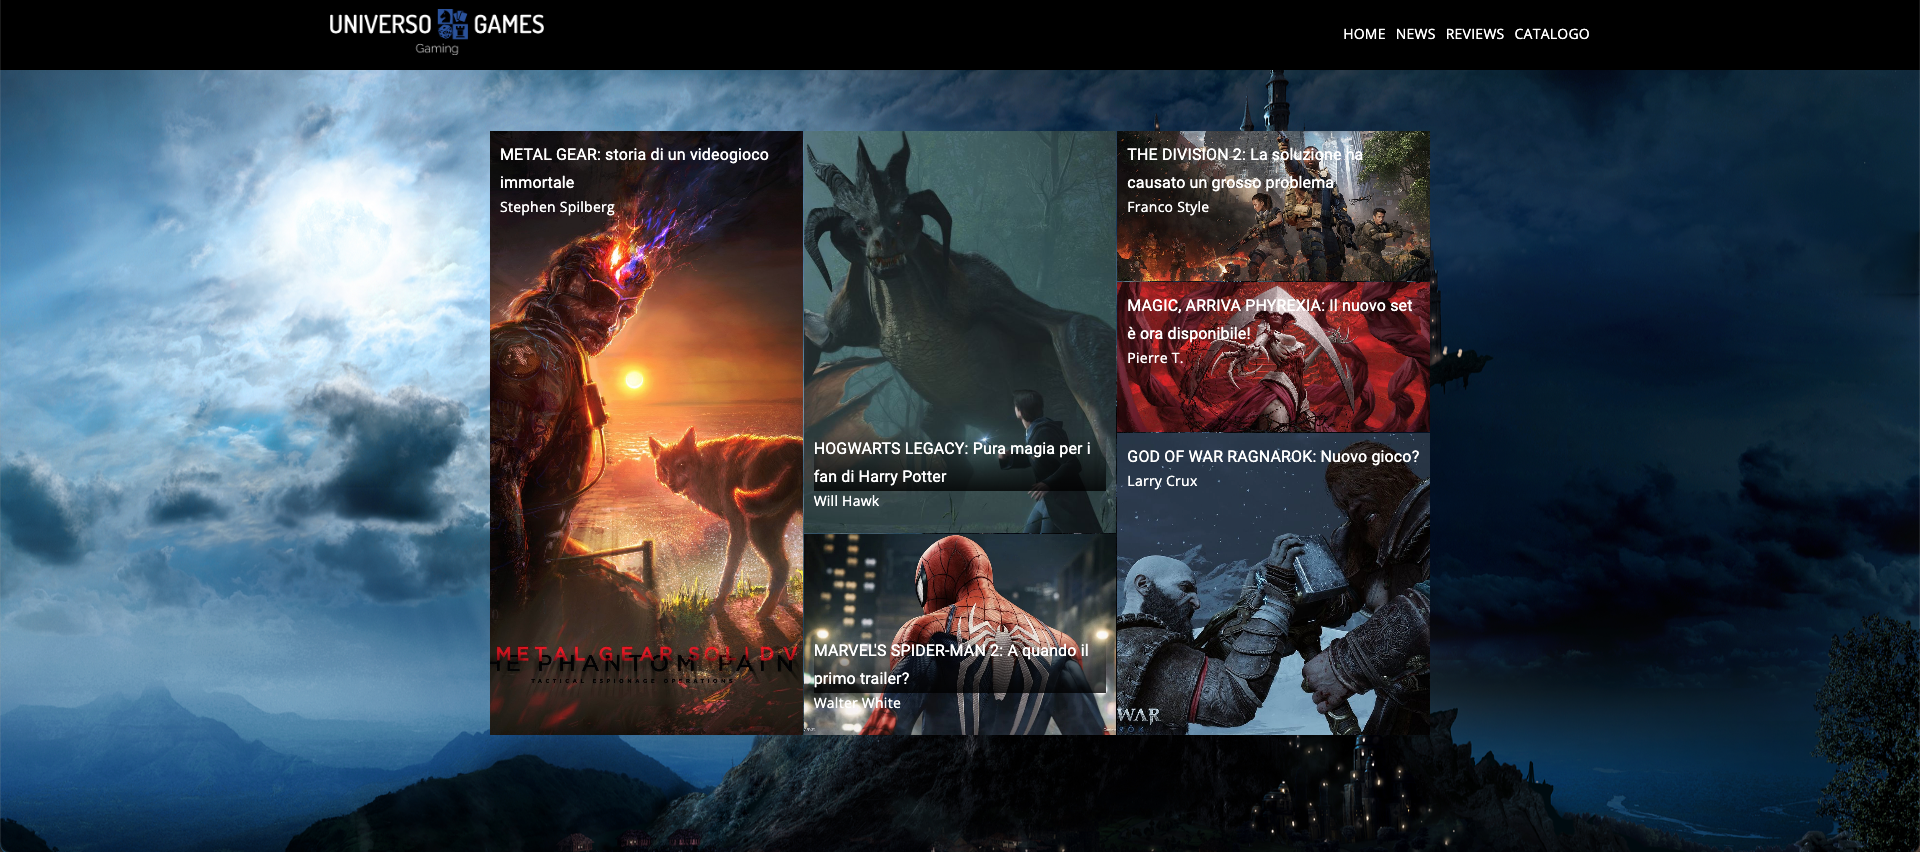 UNIVERSO GAMES
Gaming
HOME NEWS REVIEWS CATALOGO
METAL GEAR: storia di un videogioco
immortale
Stephen Spilberg
METAL GEAR SOLID V
HE PHANTOM PAIN
TACTICAL ESPIONAGE OPERATIONS
HOGWARTS LEGACY: Pura magia per i
fan di Harry Potter
Will Hawk
MARVEL'S SPIDER-MAN 2: A quando il
primo trailer?
Walter White
THE DIVISION 2: La soluzione ha
causato un grosso problema
Franco Style
MAGIC, ARRIVA PHYREXIA: Il nuovo set
è ora disponibile!
Pierre T.
GOD OF WAR RAGNAROK: Nuovo gioco?
Larry Crux
WAR